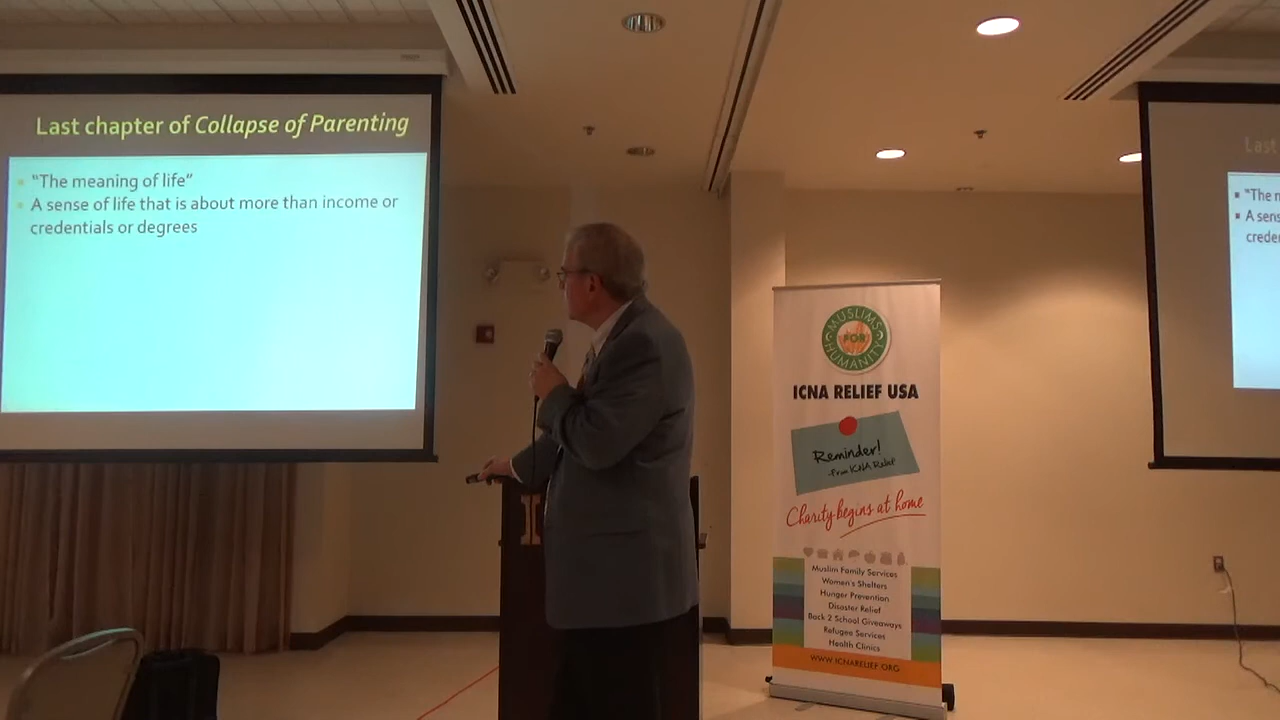 Last chapter of Collapse of Parenting
"The meaning of life"
A sense of life that is about more than income or
credentials or degrees
Last
"The
A
MUSLIMS
FOR
HUMANITY
ICNA RELIEF USA
Reminder!
-From ICNA Relief
Charity begins at home
Muslim Family Services
Women's Shelters
Hunger Prevention
Disaster Relief
Back 2 School Giveaways
Refugee Services
Health Clinics
WWW.ICNARELIEF.ORG